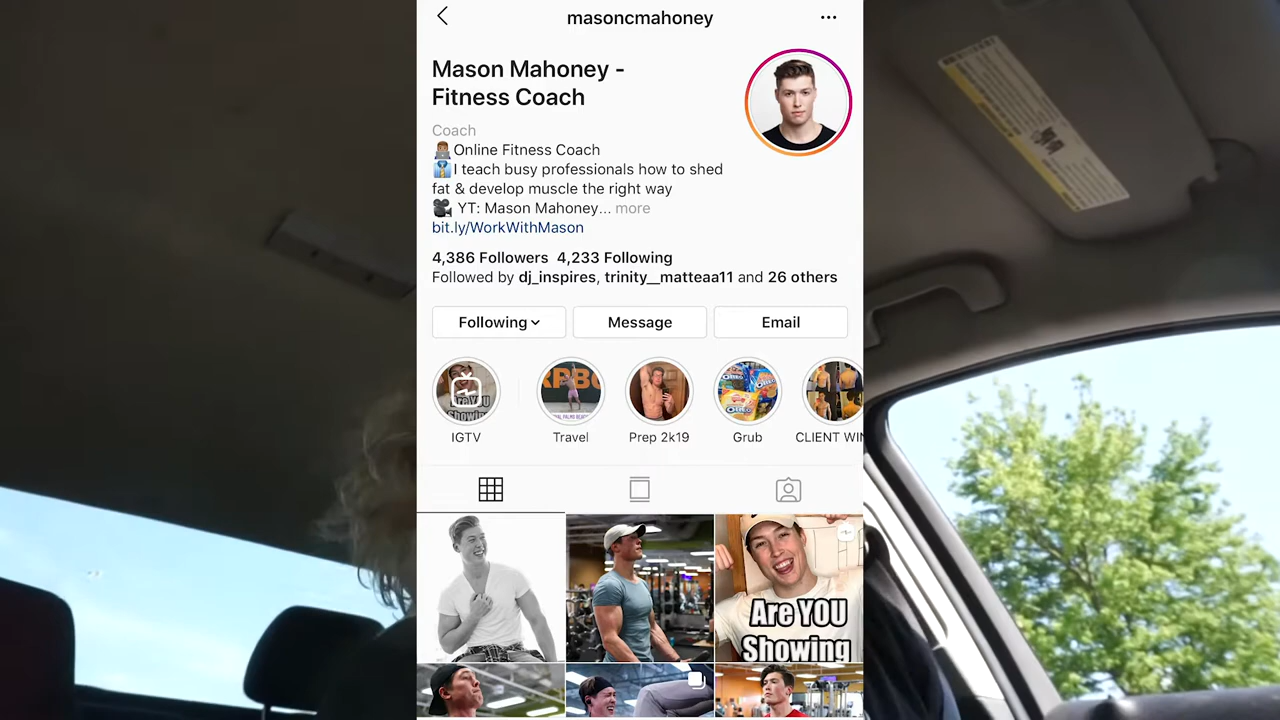 masoncmahoney
Mason Mahoney -
Fitness Coach
Coach
Online Fitness Coach
I teach busy professionals how to shed
fat & develop muscle the right way
YT: Mason Mahoney... more
bit.ly/WorkWithMason
4,386 Followers 4,233 Following
Followed by dj_inspires, trinity__matteaa11 and 26 others
Following
Message
Email
IGTV
Travel
Prep 2k19
Grub
CLIENT WIN
Are YOU
Showing